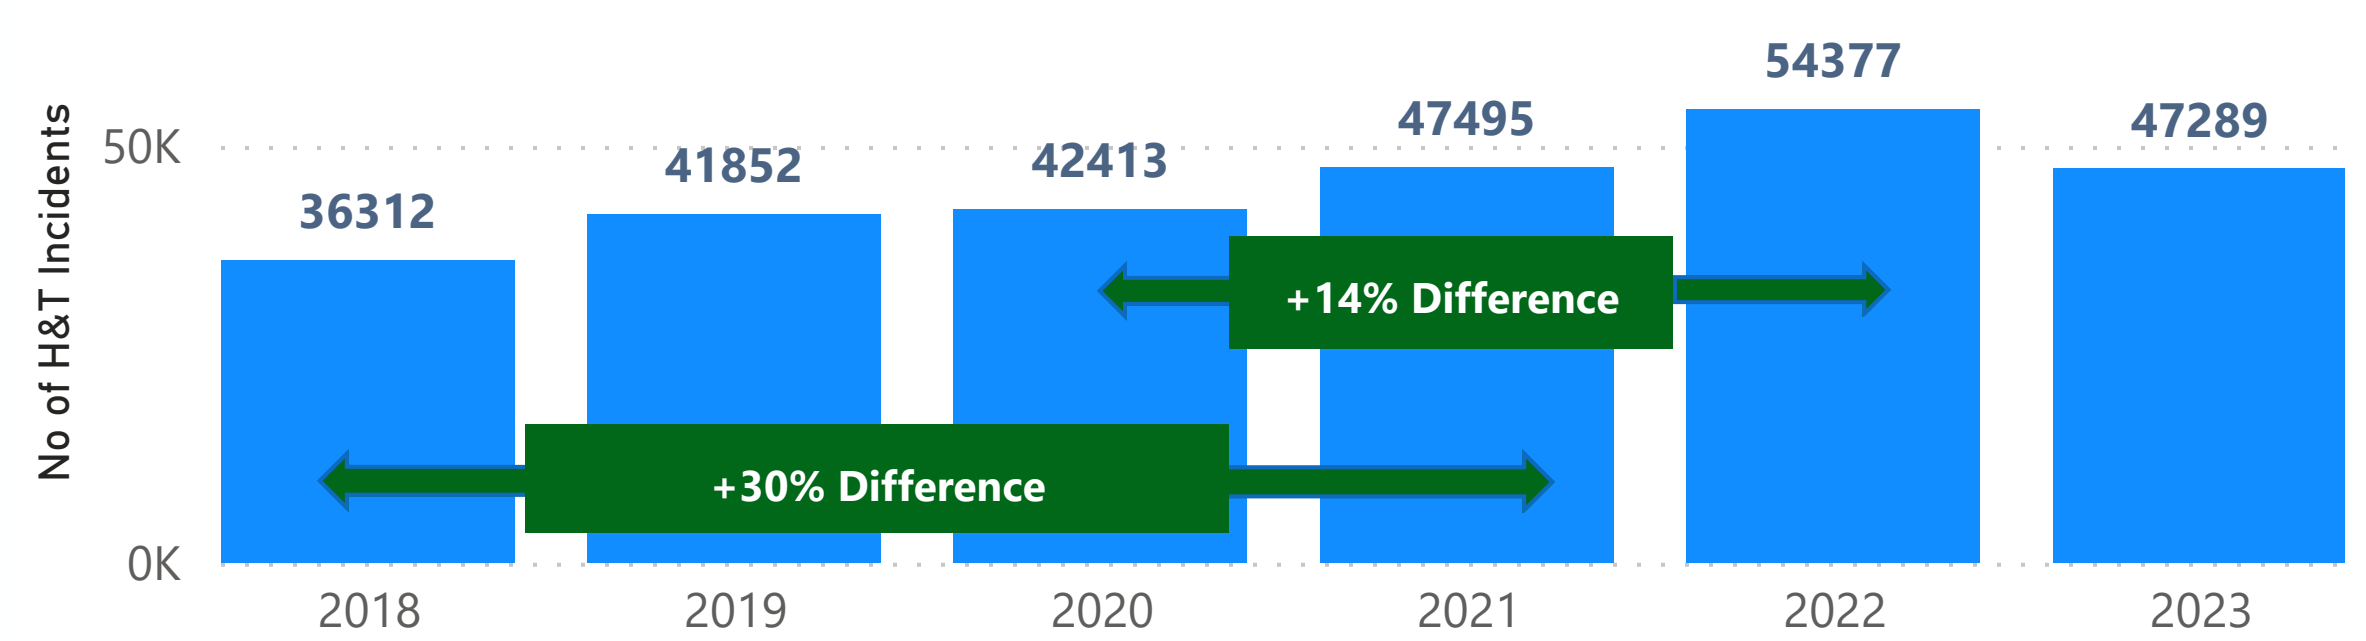 No of H&T Incidents
50K
0K
36312
41852
42413
47495
54377
47289
+14% Difference
+30% Difference
2018
2019
2020
2021
2022
2023